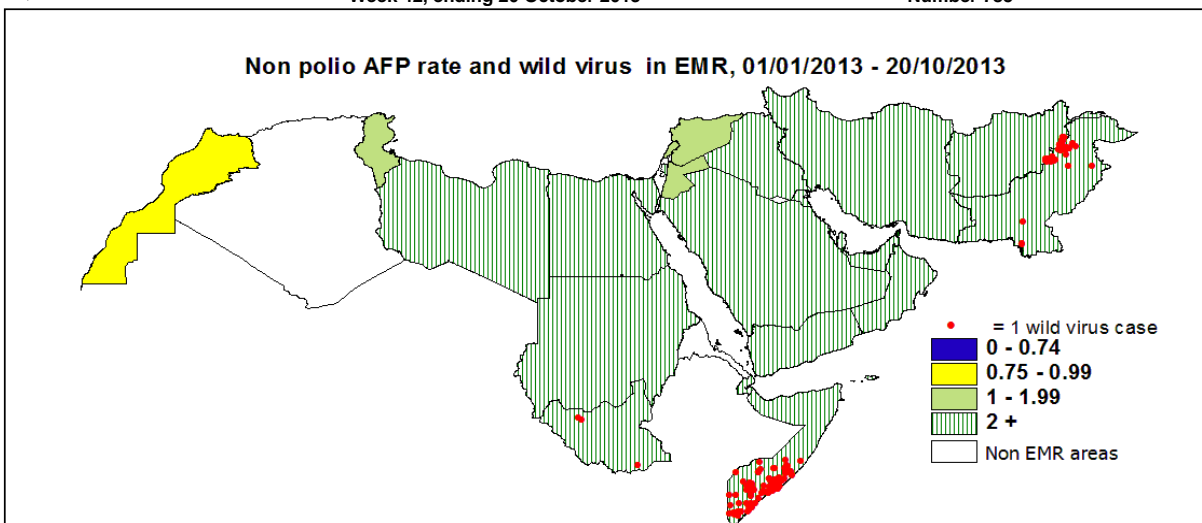 Non polio AFP rate and wild virus in EMR, 01/01/2013 - 20/10/2013
= 1 wild virus case
0 - 0.74
0.75 - 0.99
1 - 1.99
2 +
Non EMR areas